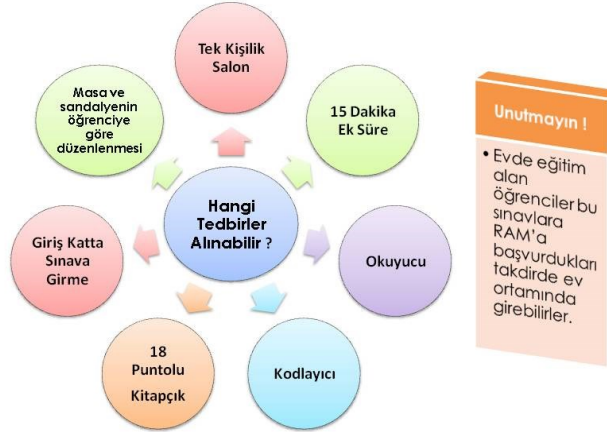 Hangi
Tedbirler
Alınabilir ?
Tek Kişilik
Salon
15 Dakika
Ek Süre
Okuyucu
Kodlayıcı
18
Puntolu
Kitapçık
Giriş Katta
Sınava
Girme
Masa ve
sandalyenin
öğrenciye
göre
düzenlenmesi
Unutmayın !
• Evde eğitim
alan
öğrenciler bu
sınavlara
RAM'a
başvurdukları
takdirde ev
ortamında
girebilirler.